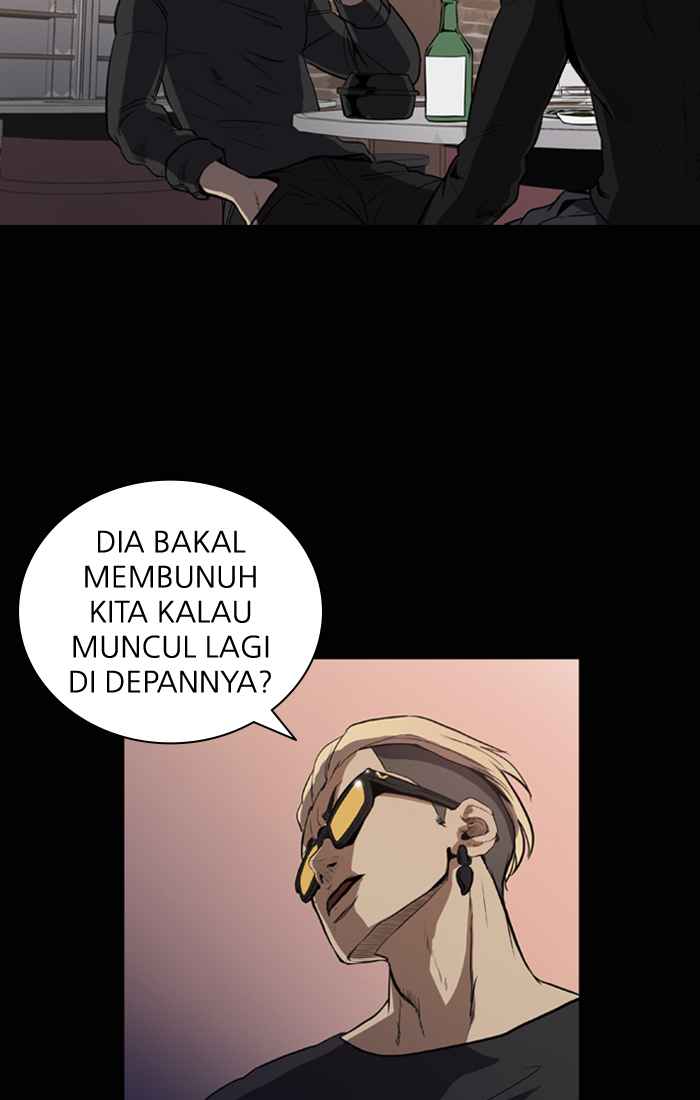 DIA BAKAL
MEMBUNUH
KITA KALAU
MUNCUL LAGI
DI DEPANNYA?